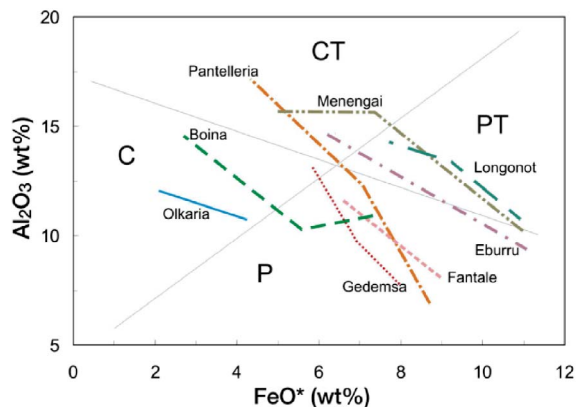 20
15
10
5
0
2
4
6
8
10
12
Al₂O₃ (wt%)
FeO* (wt%)
CT
Pantelleria
Menengai
PT
Boina
C
Longonot
Olkaria
Eburru
P
Fantale
Gedemsa